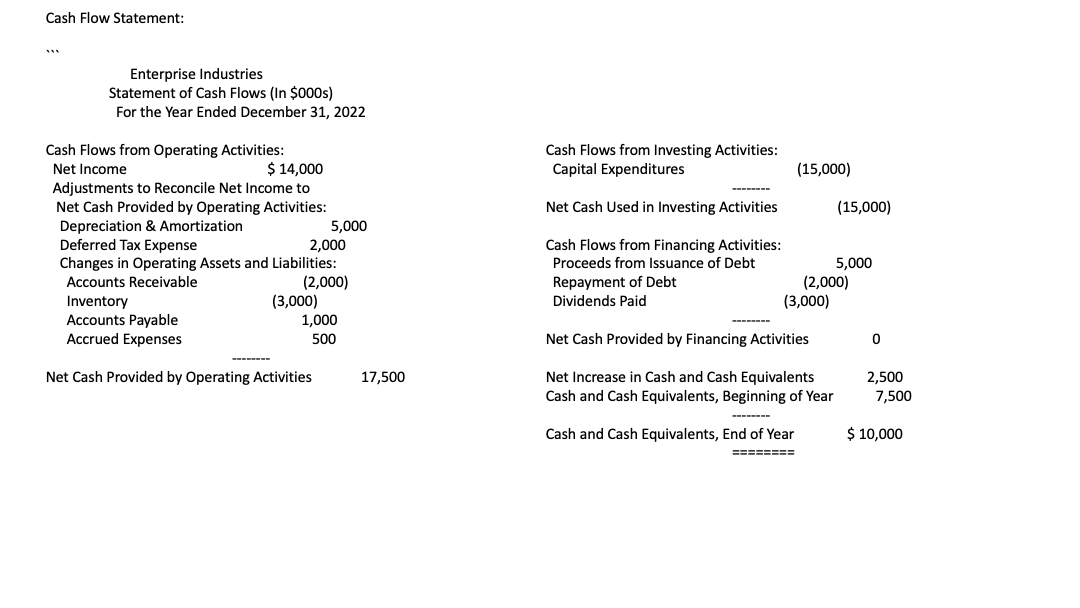 Cash Flow Statement:
```
Enterprise Industries
Statement of Cash Flows (In $000s)
For the Year Ended December 31, 2022
Cash Flows from Operating Activities:
Net Income $ 14,000
Adjustments to Reconcile Net Income to
Net Cash Provided by Operating Activities:
Depreciation & Amortization 5,000
Deferred Tax Expense 2,000
Changes in Operating Assets and Liabilities:
Accounts Receivable (2,000)
Inventory (3,000)
Accounts Payable 1,000
Accrued Expenses 500
--------
Net Cash Provided by Operating Activities 17,500
Cash Flows from Investing Activities:
Capital Expenditures (15,000)
--------
Net Cash Used in Investing Activities (15,000)
Cash Flows from Financing Activities:
Proceeds from Issuance of Debt 5,000
Repayment of Debt (2,000)
Dividends Paid (3,000)
--------
Net Cash Provided by Financing Activities 0
Net Increase in Cash and Cash Equivalents 2,500
Cash and Cash Equivalents, Beginning of Year 7,500
--------
Cash and Cash Equivalents, End of Year $ 10,000
========